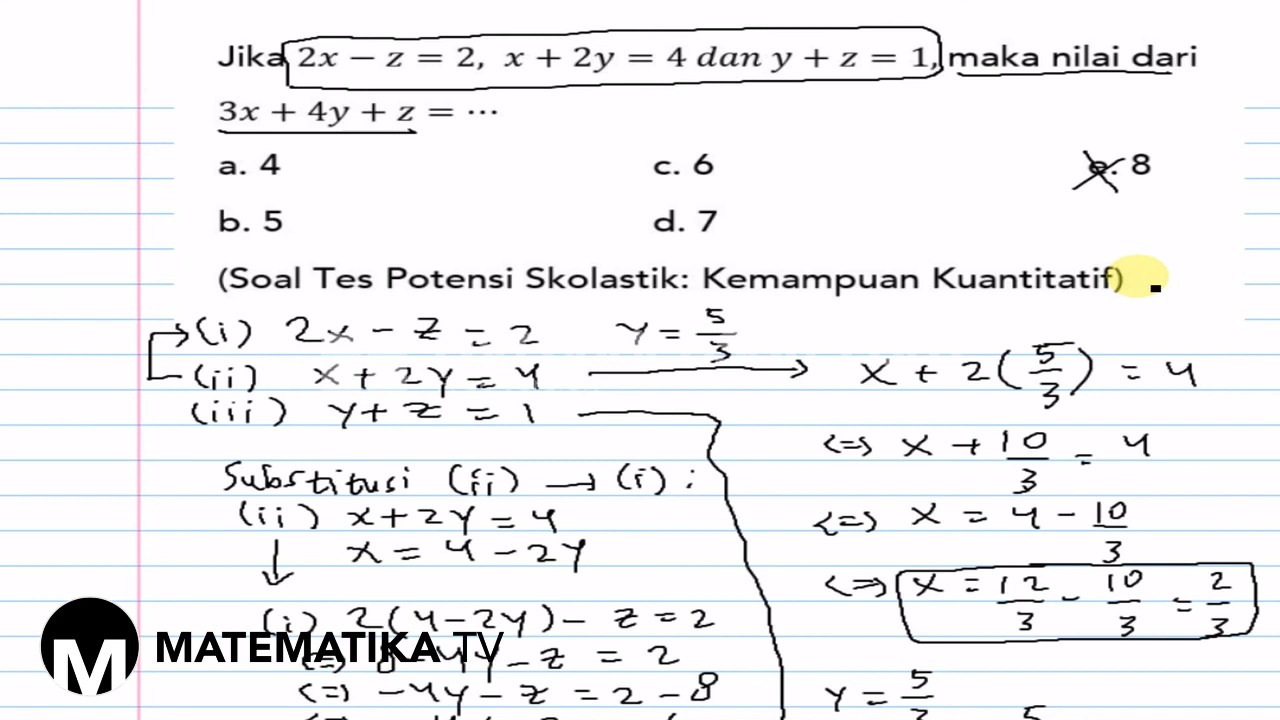 Jika 2x − z = 2, x + 2y = 4 dan y + z = 1, maka nilai dari
3x + 4y + z = ⋯
a. 4 c. 6 e. 8
b. 5 d. 7
(Soal Tes Potensi Skolastik: Kemampuan Kuantitatif)
(i) 2x − z = 2 y = 5/3
(ii) x + 2y = 4 → x + 2(5/3) = 4
(iii) y + z = 1
<=> x + 10/3 = 4
Substitusi (ii) → (i) :
(ii) x + 2y = 4
<=> x = 4 − 10/3
x = 4 − 2y
<=> x = 12/3 − 10/3 = 2/3
(i) 2(4 − 2y) − z = 2
MATEMATIKA TV
M
<=> 8 − 4y − z = 2
<=> −4y − z = 2 − 8
y = 5/3